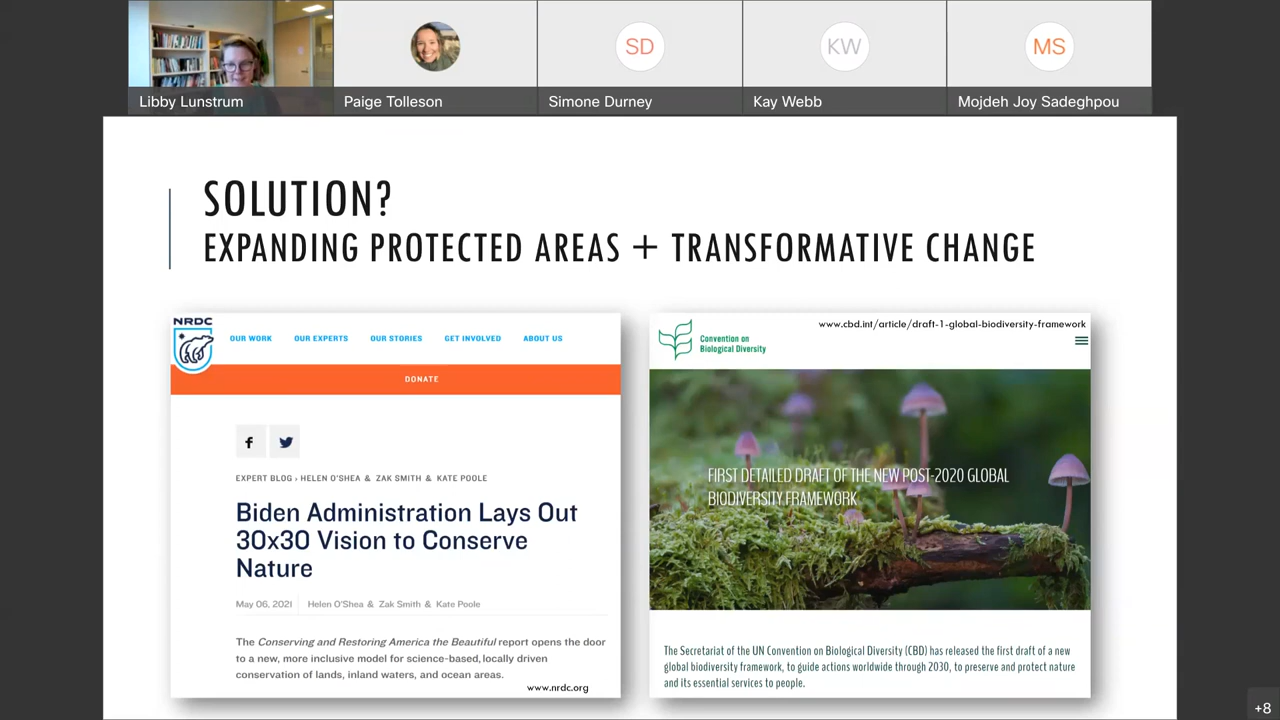 SD
KW
MS
Libby Lunstrum
Paige Tolleson
Simone Durney
Kay Webb
Mojdeh Joy Sadeghpou
SOLUTION?
EXPANDING PROTECTED AREAS + TRANSFORMATIVE CHANGE
NRDC
OUR WORK OUR EXPERTS OUR STORIES GET INVOLVED ABOUT US
DONATE
f
EXPERT BLOG › HELEN O'SHEA & ZAK SMITH & KATE POOLE
Biden Administration Lays Out
30x30 Vision to Conserve
Nature
May 06, 2021 Helen O'Shea & Zak Smith & Kate Poole
The Conserving and Restoring America the Beautiful report opens the door
to a new, more inclusive model for science-based, locally driven
conservation of lands, inland waters, and ocean areas.
www.nrdc.org
www.cbd.int/article/draft-1-global-biodiversity-framework
Convention on
Biological Diversity
FIRST DETAILED DRAFT OF THE NEW POST-2020 GLOBAL
BIODIVERSITY FRAMEWORK
The Secretariat of the UN Convention on Biological Diversity (CBD) has released the first draft of a new
global biodiversity framework, to guide actions worldwide through 2030, to preserve and protect nature
and its essential services to people.
+8